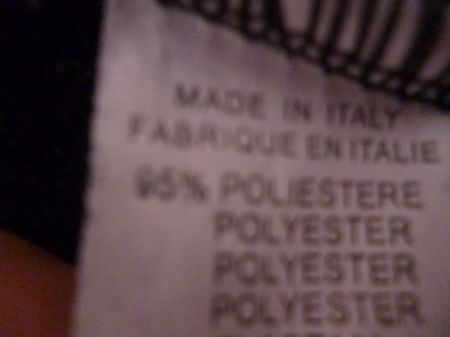 MADE IN ITALY
FABRIQUE EN ITALIE
95% POLIESTERE
POLYESTER
POLYESTER
POLYESTER